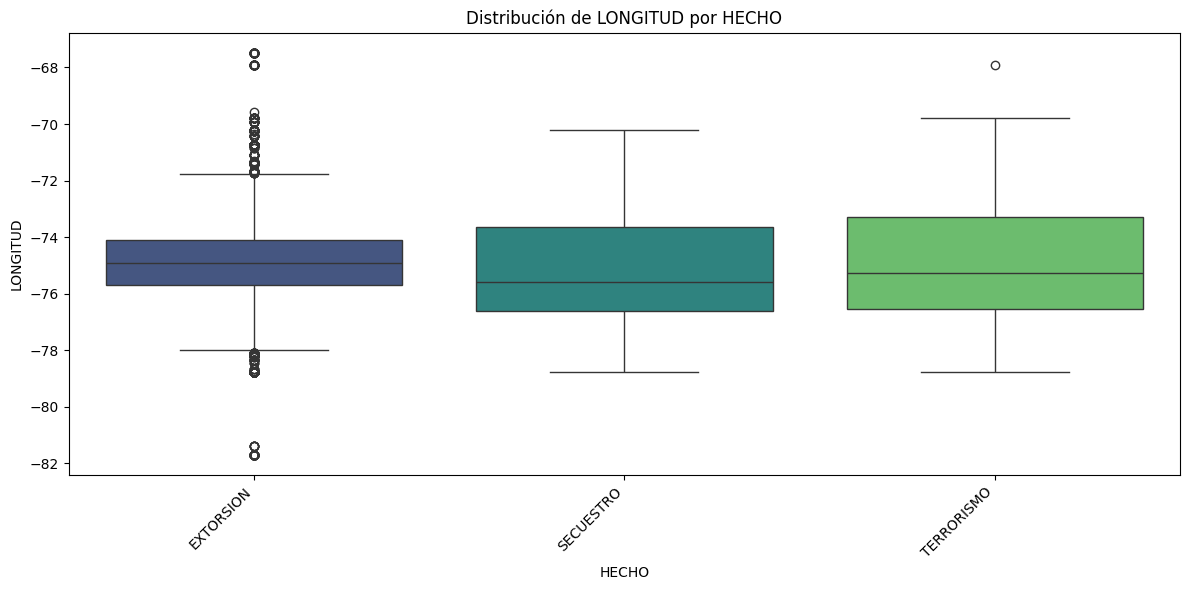 Distribución de LONGITUD por HECHO
LONGITUD
−68
−70
−72
−74
−76
−78
−80
−82
EXTORSION
SECUESTRO
TERRORISMO
HECHO